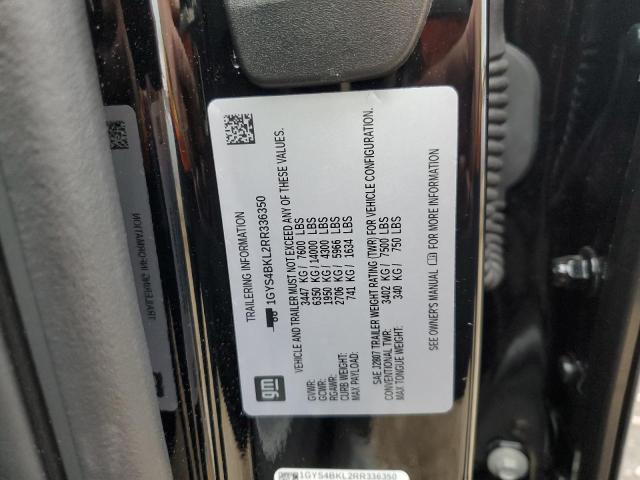 TRAILERING INFORMATION
1GYS4BKL2RR336350
gm
VEHICLE AND TRAILER MUST NOT EXCEED ANY OF THESE VALUES.
GVWR: 3447 KG / 7600 LBS
GCWR: 6350 KG / 14000 LBS
RGAWR: 1950 KG / 4300 LBS
CURB WEIGHT: 2706 KG / 5966 LBS
MAX PAYLOAD: 741 KG / 1634 LBS
SAE J2807 TRAILER WEIGHT RATING (TWR) FOR VEHICLE CONFIGURATION.
CONVENTIONAL TWR: 3402 KG / 7500 LBS
MAX TONGUE WEIGHT: 340 KG / 750 LBS
SEE OWNER'S MANUAL FOR MORE INFORMATION
1GYS4BKL2RR336350